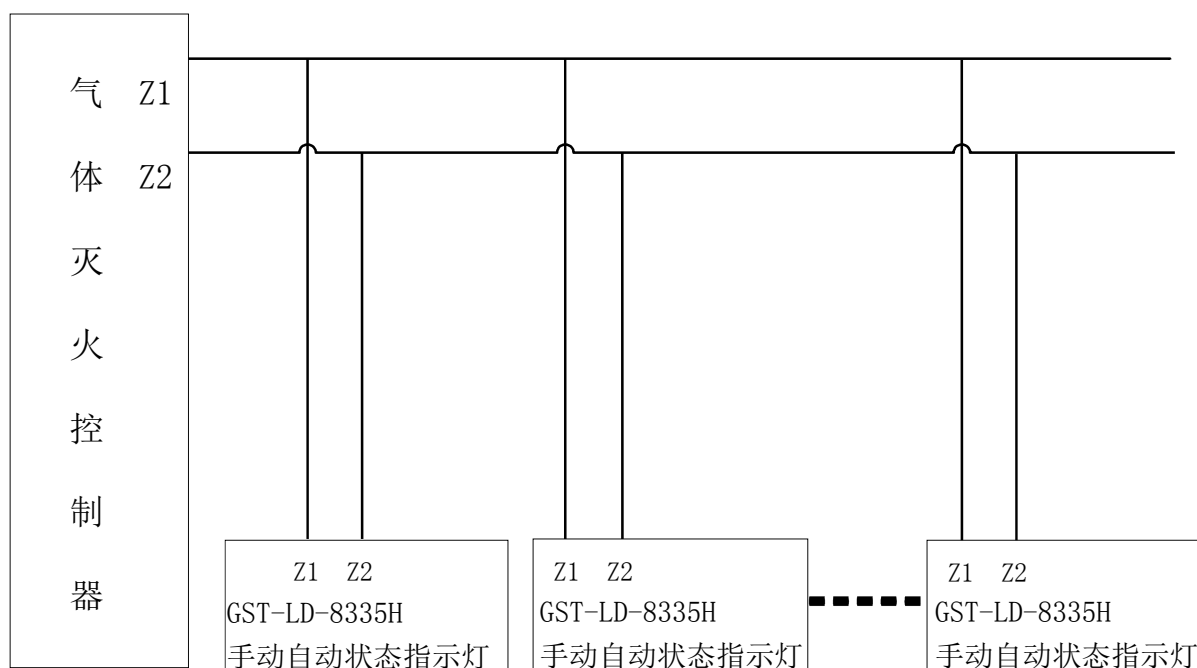 气体灭火控制器
Z1
Z2
Z1 Z2
GST-LD-8335H
手动自动状态指示灯
Z1 Z2
GST-LD-8335H
手动自动状态指示灯
Z1 Z2
GST-LD-8335H
手动自动状态指示灯